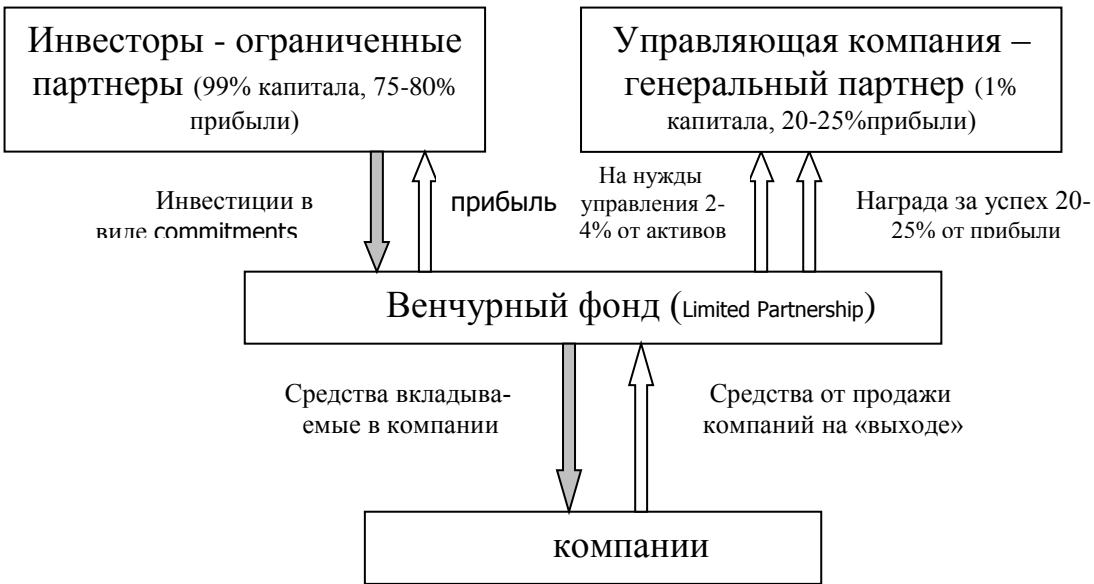 Инвесторы - ограниченные
партнеры (99% капитала, 75-80%
прибыли)
Управляющая компания –
генеральный партнер (1%
капитала, 20-25%прибыли)
Инвестиции в
виде commitments
прибыль
На нужды
управления 2-
4% от активов
Награда за успех 20-
25% от прибыли
Венчурный фонд (Limited Partnership)
Средства вкладыва-
емые в компании
Средства от продажи
компаний на «выходе»
компании